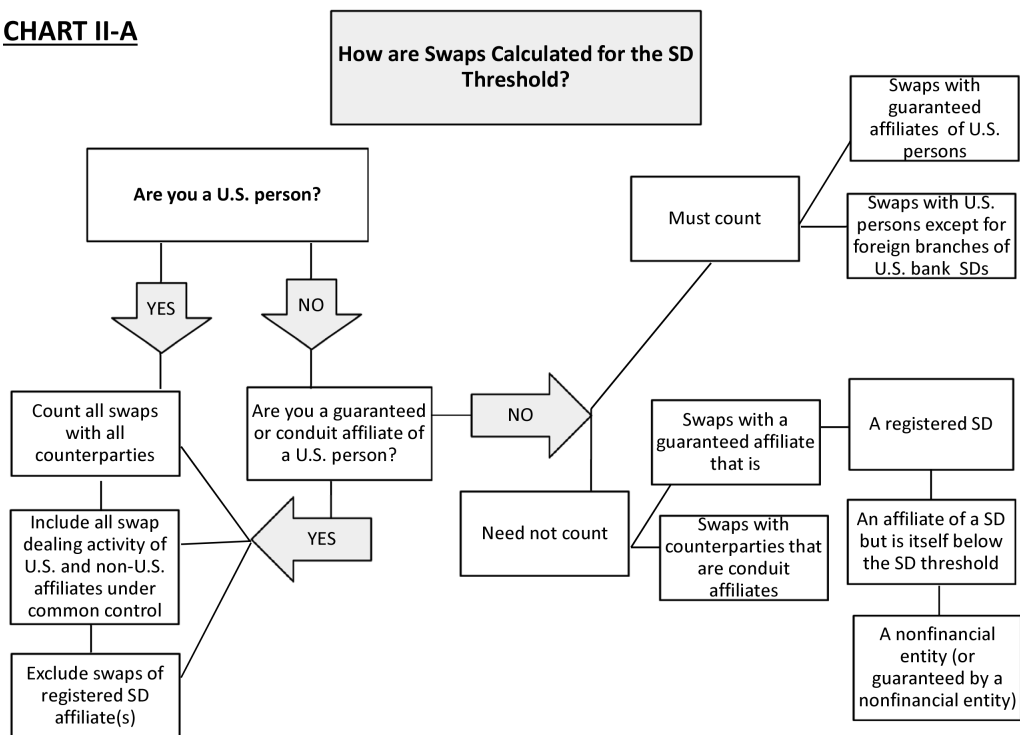 CHART II-A
How are Swaps Calculated for the SD
Threshold?
Are you a U.S. person?
YES
NO
Count all swaps
with all
counterparties
Include all swap
dealing activity of
U.S. and non-U.S.
affiliates under
common control
Exclude swaps of
registered SD
affiliate(s)
Are you a guaranteed
or conduit affiliate of
a U.S. person?
YES
NO
Must count
Swaps with
guaranteed
affiliates of U.S.
persons
Swaps with U.S.
persons except for
foreign branches of
U.S. bank SDs
Need not count
Swaps with a
guaranteed affiliate
that is
Swaps with
counterparties that
are conduit
affiliates
A registered SD
An affiliate of a SD
but is itself below
the SD threshold
A nonfinancial
entity (or
guaranteed by a
nonfinancial entity)